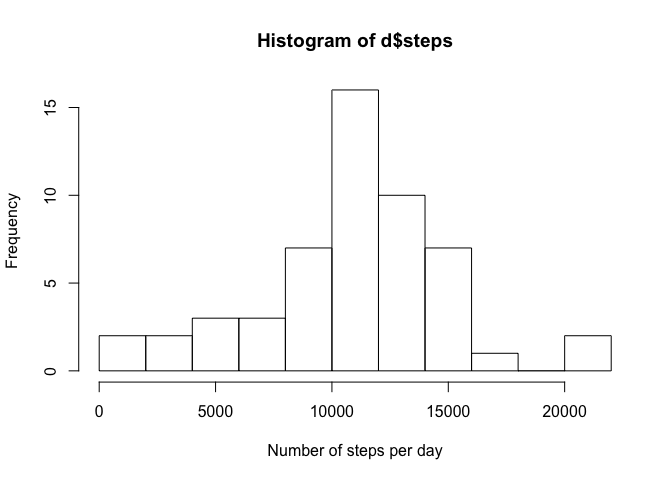 Histogram of d$steps
Frequency
15
10
5
0
0 5000 10000 15000 20000
Number of steps per day